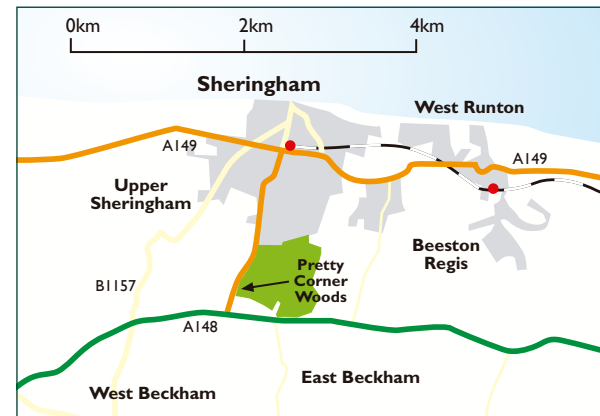 0km 2km 4km
Sheringham
West Runton
A149
A149
Upper
Sheringham
Beeston
Regis
Pretty
Corner
Woods
B1157
A148
East Beckham
West Beckham